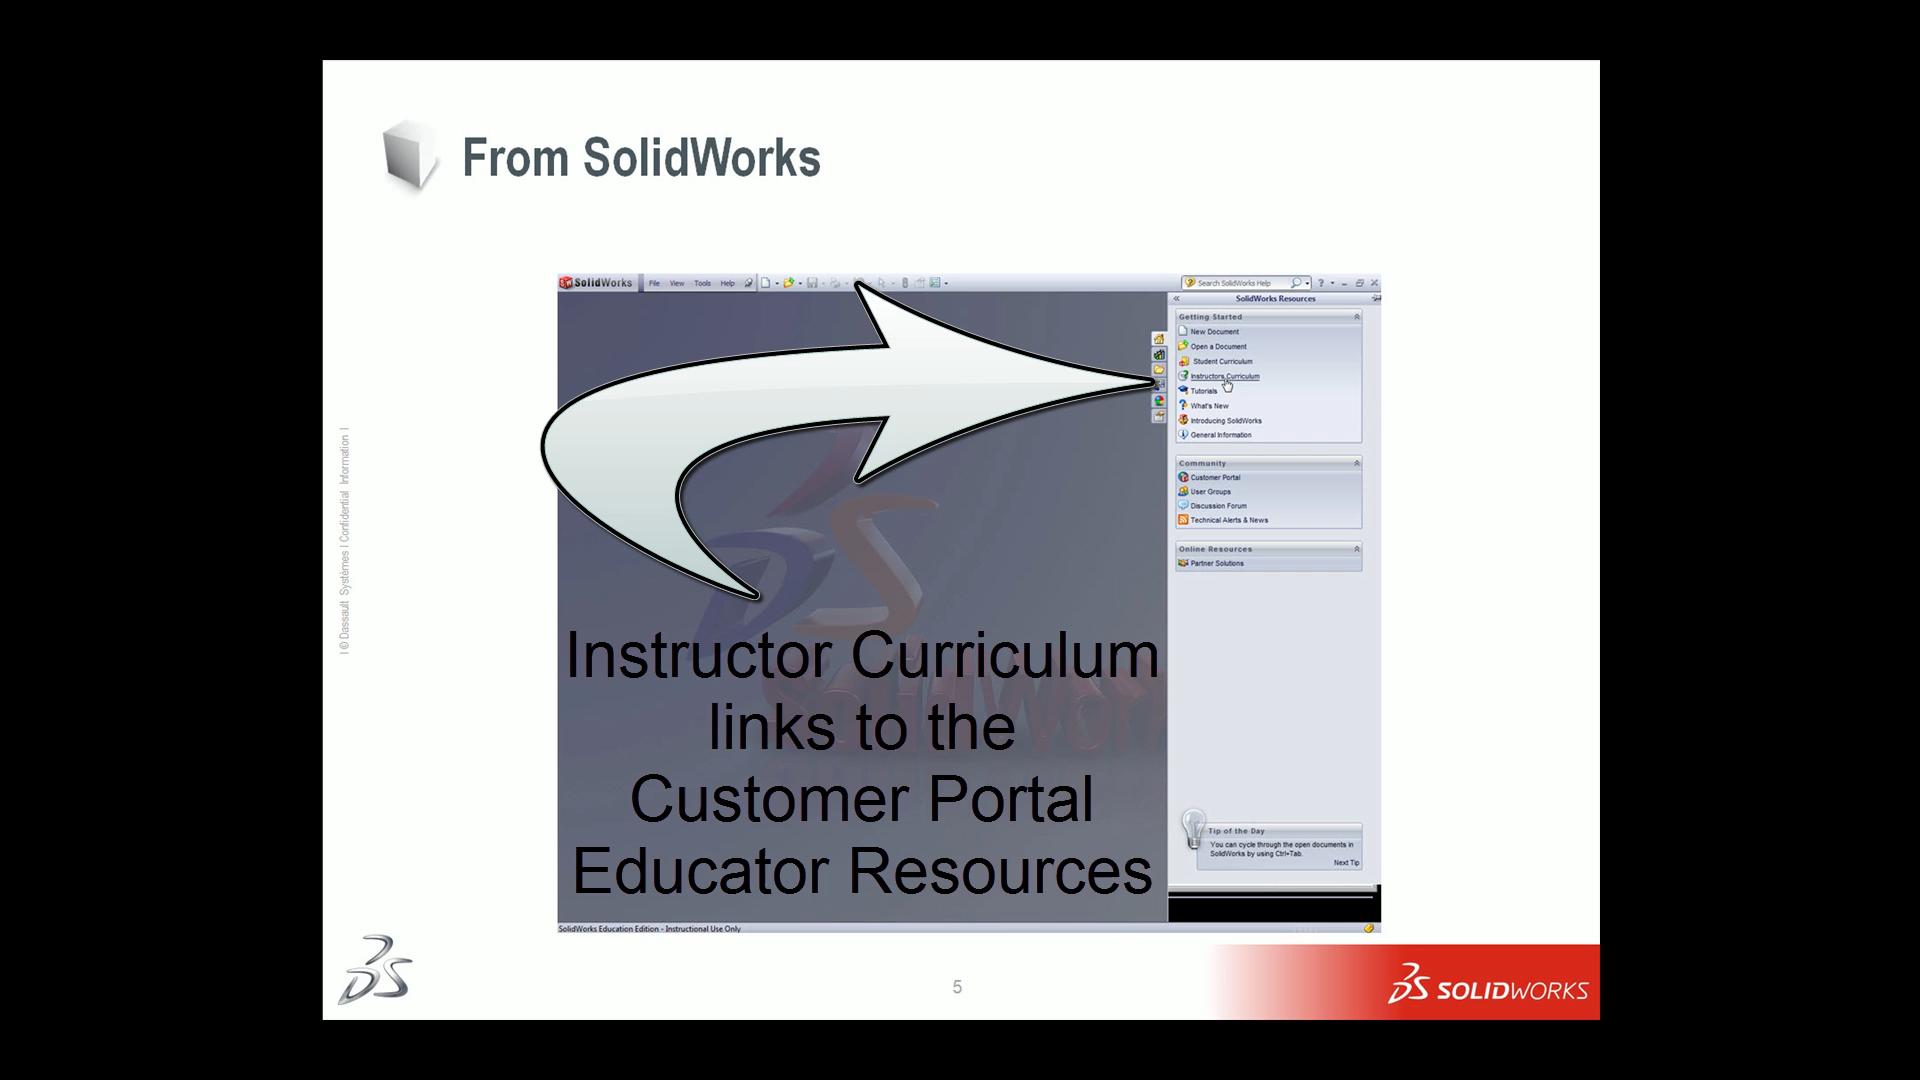 From SolidWorks
SolidWorks File View Tools Help
Search SolidWorks Help ?
SolidWorks Resources
Getting Started
New Document
Open a Document
Student Curriculum
Instructors Curriculum
Tutorials
What's New
Introducing SolidWorks
General Information
Community
Customer Portal
User Groups
Discussion Forum
Technical Alerts & News
Online Resources
Partner Solutions
Instructor Curriculum
links to the
Customer Portal
Educator Resources
Tip of the Day
You can cycle through the open documents in
SolidWorks by using Ctrl+Tab.
Next Tip
SolidWorks Education Edition - Instructional Use Only
I © Dassault Systèmes I Confidential Information I
5
SOLIDWORKS